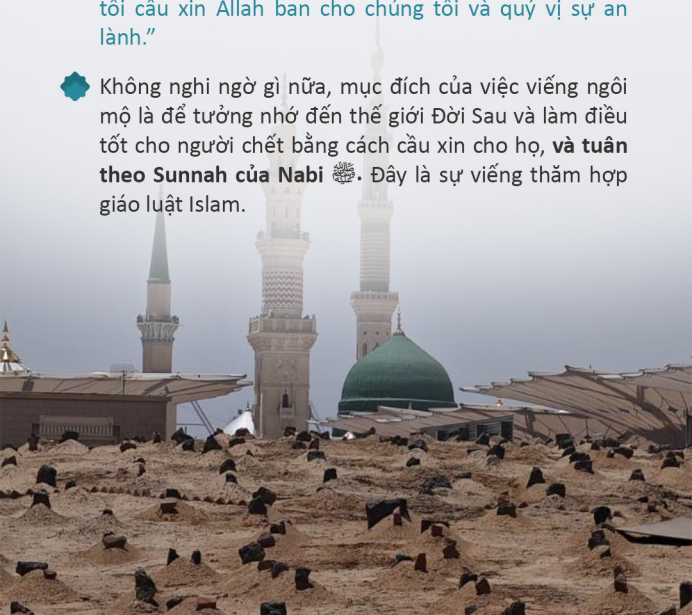 tôi cầu xin Allah ban cho chúng tôi và quý vị sự an
lành.”
Không nghi ngờ gì nữa, mục đích của việc viếng ngôi
mộ là để tưởng nhớ đến thế giới Đời Sau và làm điều
tốt cho người chết bằng cách cầu xin cho họ, và tuân
theo Sunnah của Nabi ﷺ. Đây là sự viếng thăm hợp
giáo luật Islam.